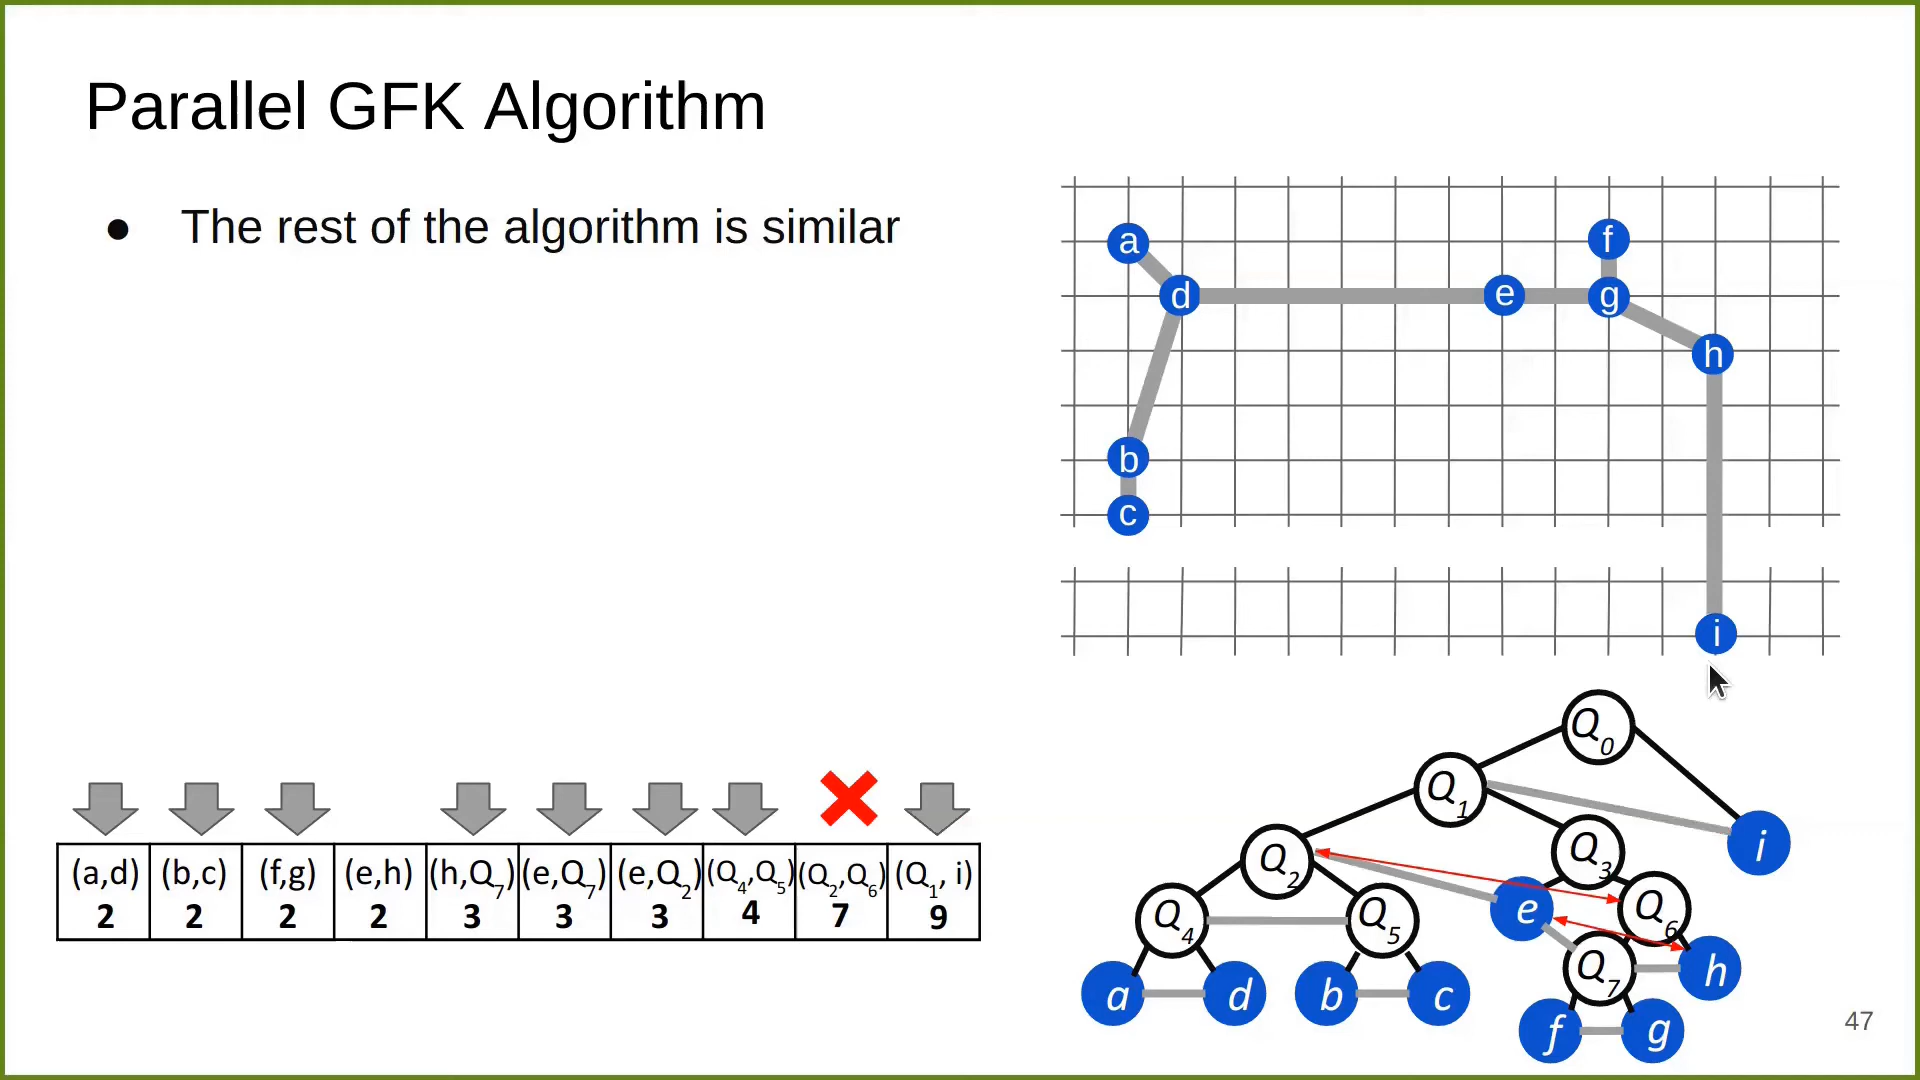 Parallel GFK Algorithm
● The rest of the algorithm is similar
a
f
d
e
g
h
b
c
i
Q0
Q1
Q2
Q3
i
Q4
Q5
e
Q6
Q7
h
a
d
b
c
f
g
(a,d) (b,c) (f,g) (e,h) (h,Q7) (e,Q7) (e,Q2) (Q4,Q5) (Q2,Q6) (Q1, i)
2 2 2 2 3 3 3 4 7 9
47